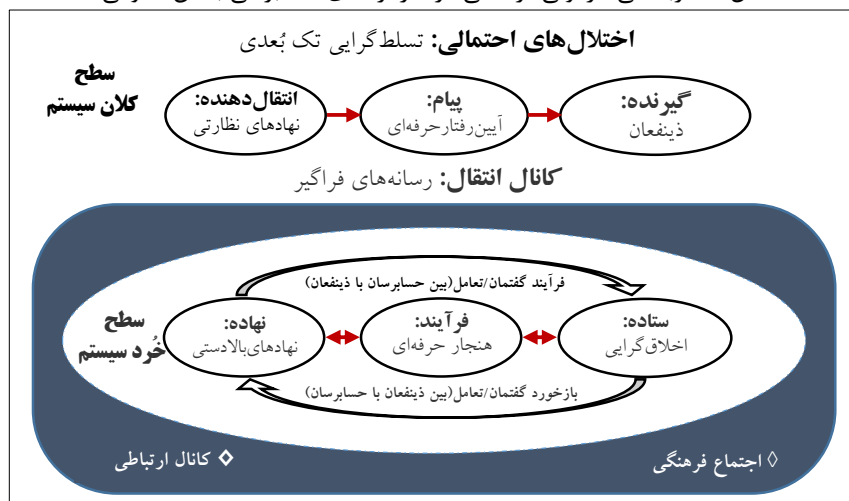 اختلال‌های احتمالی: تسلط‌گرایی تک بُعدی
سطح
کلان سیستم
انتقال‌دهنده:
نهادهای نظارتی
پیام:
آیین‌رفتارحرفه‌ای
گیرنده:
ذینفعان
کانال انتقال: رسانه‌های فراگیر
فرآیند گفتمان/تعامل(بین حسابرسان با ذینفعان)
سطح
خُرد سیستم
نهاده:
نهادهای‌بالادستی
فرآیند:
هنجار حرفه‌ای
ستاده:
اخلاق‌گرایی
بازخورد گفتمان/تعامل(بین ذینفعان با حسابرسان)
◊ اجتماع فرهنگی
◊ کانال ارتباطی